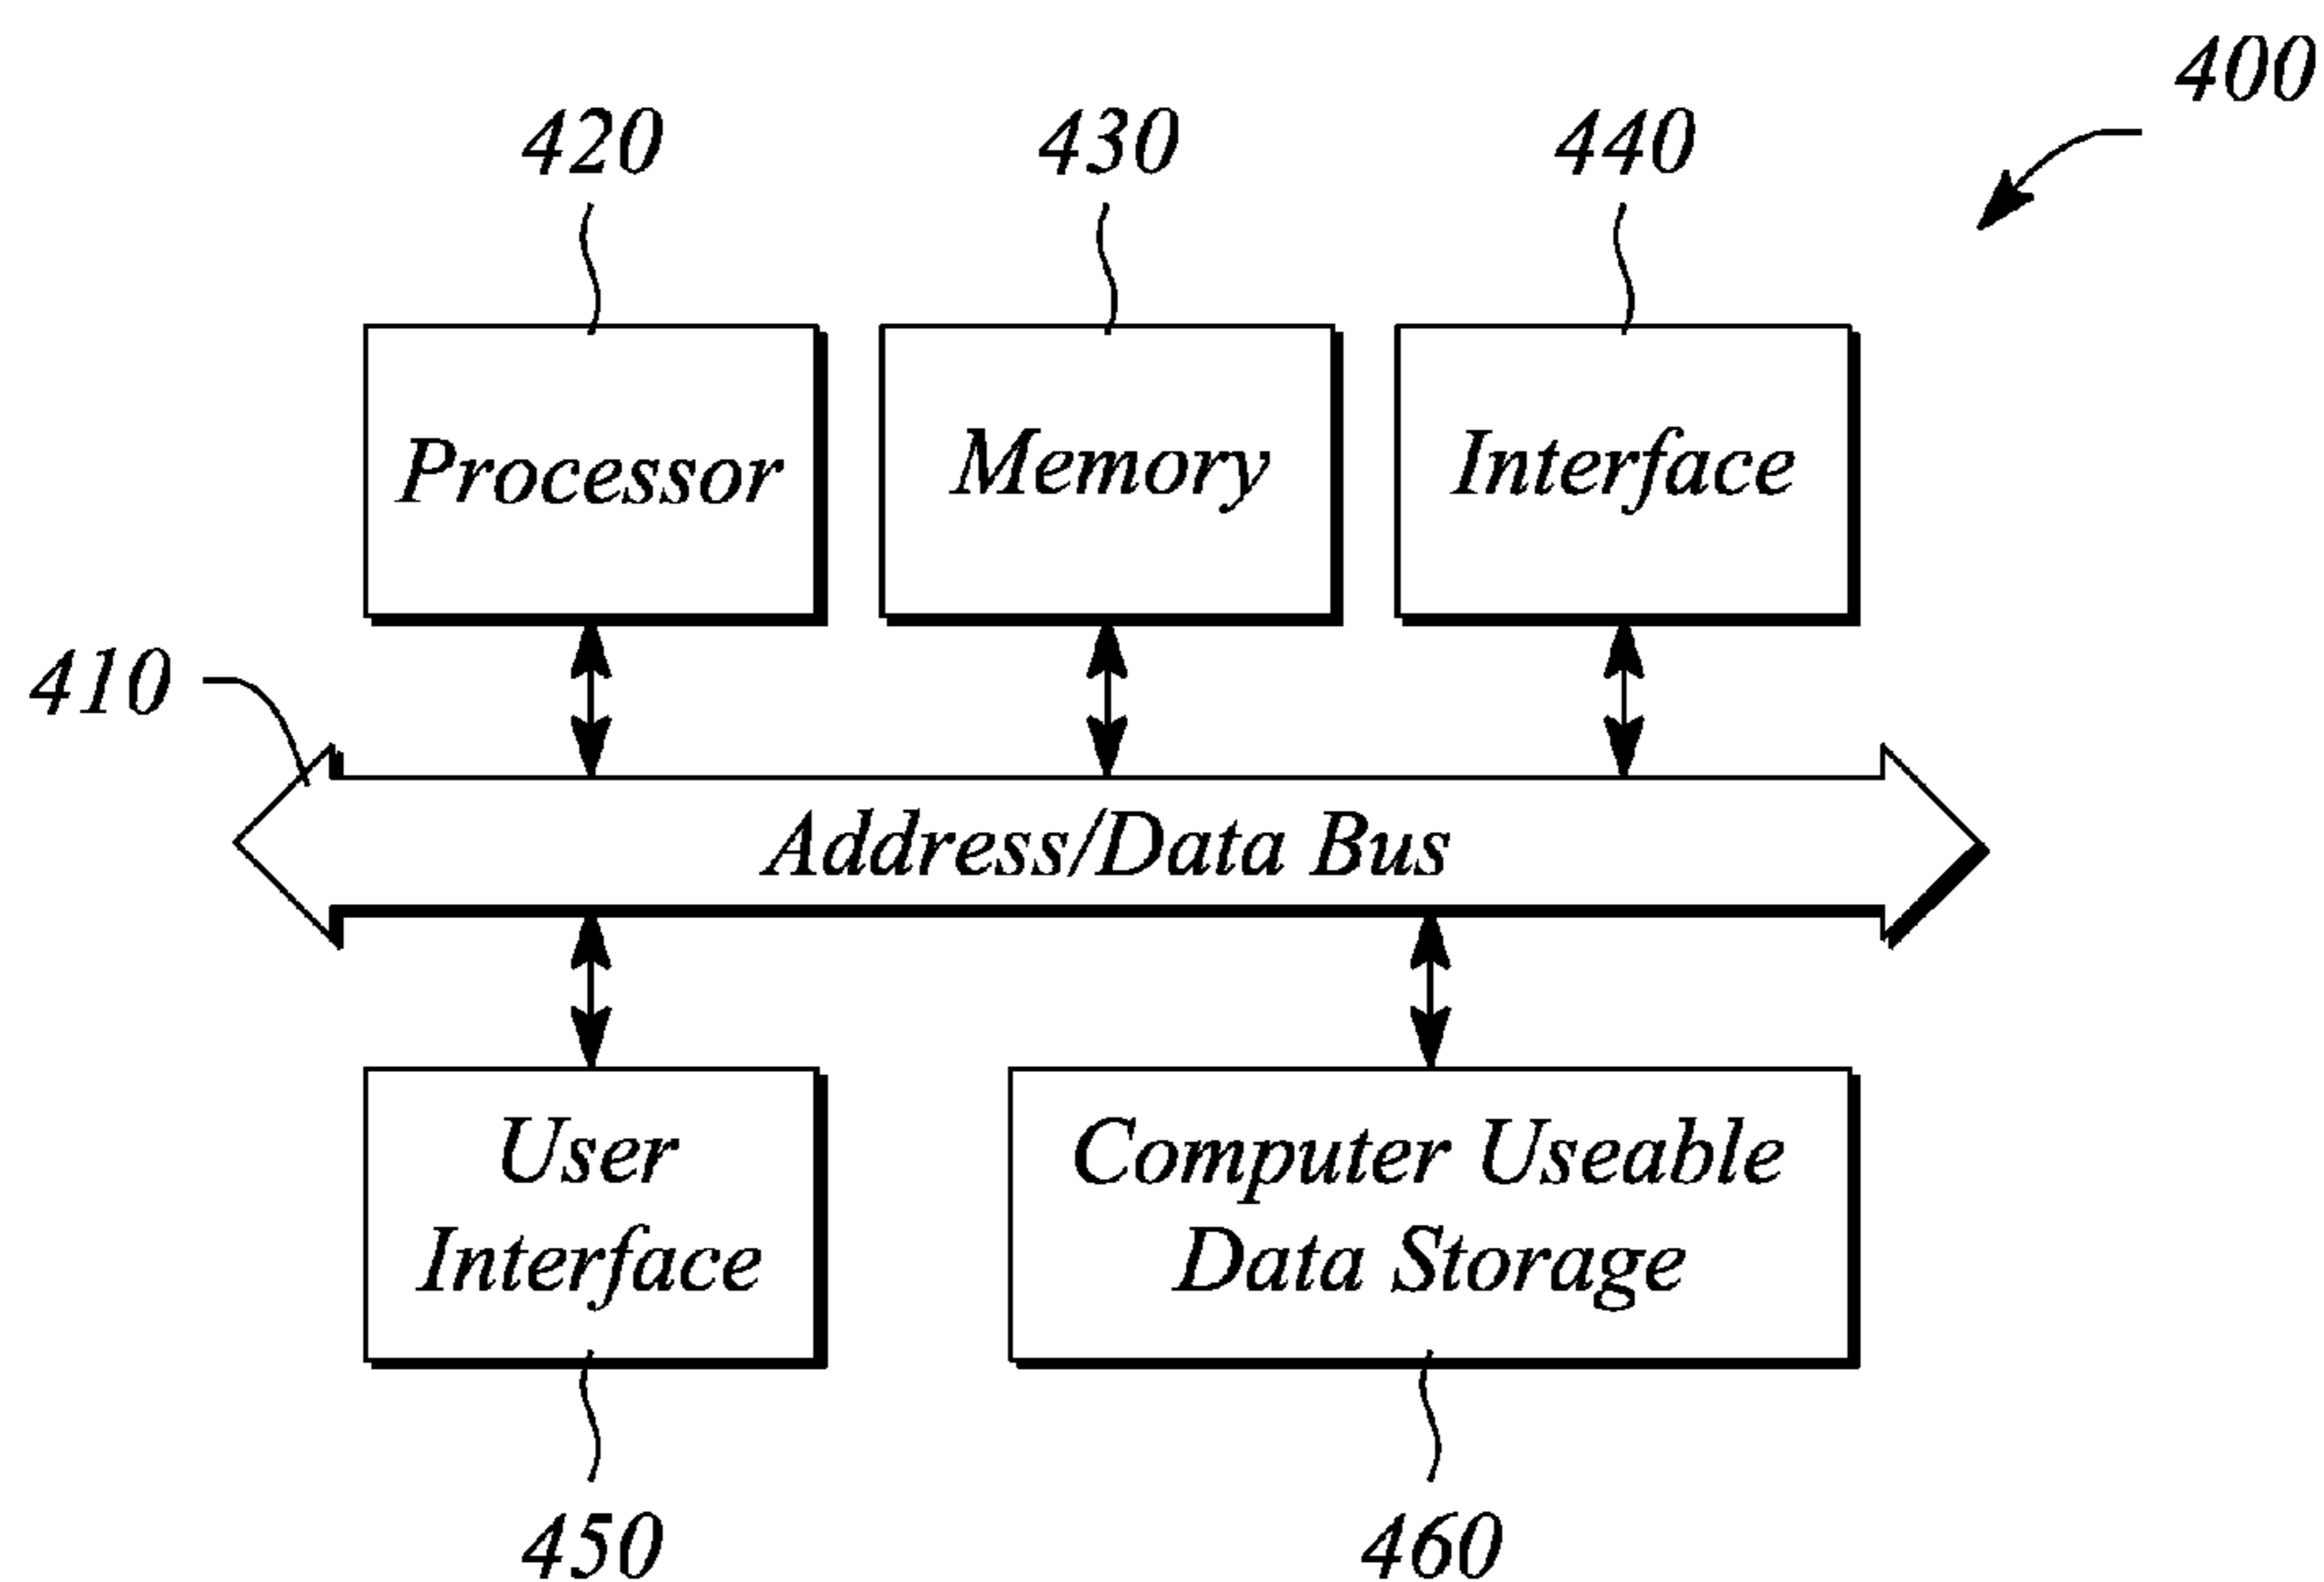 400
420
430
440
Processor
Memory
Interface
410
Address/Data Bus
User
Interface
Computer Useable
Data Storage
450
460